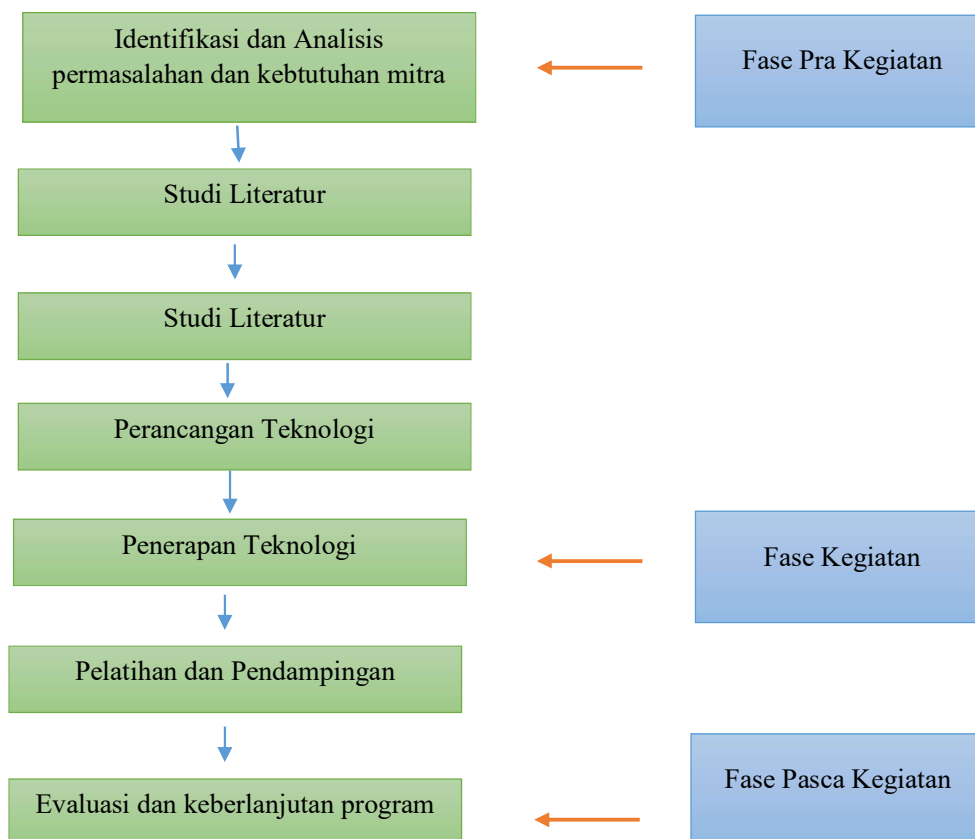 Identifikasi dan Analisis
permasalahan dan kebtutuhan mitra
Fase Pra Kegiatan
Studi Literatur
Studi Literatur
Perancangan Teknologi
Penerapan Teknologi
Fase Kegiatan
Pelatihan dan Pendampingan
Evaluasi dan keberlanjutan program
Fase Pasca Kegiatan